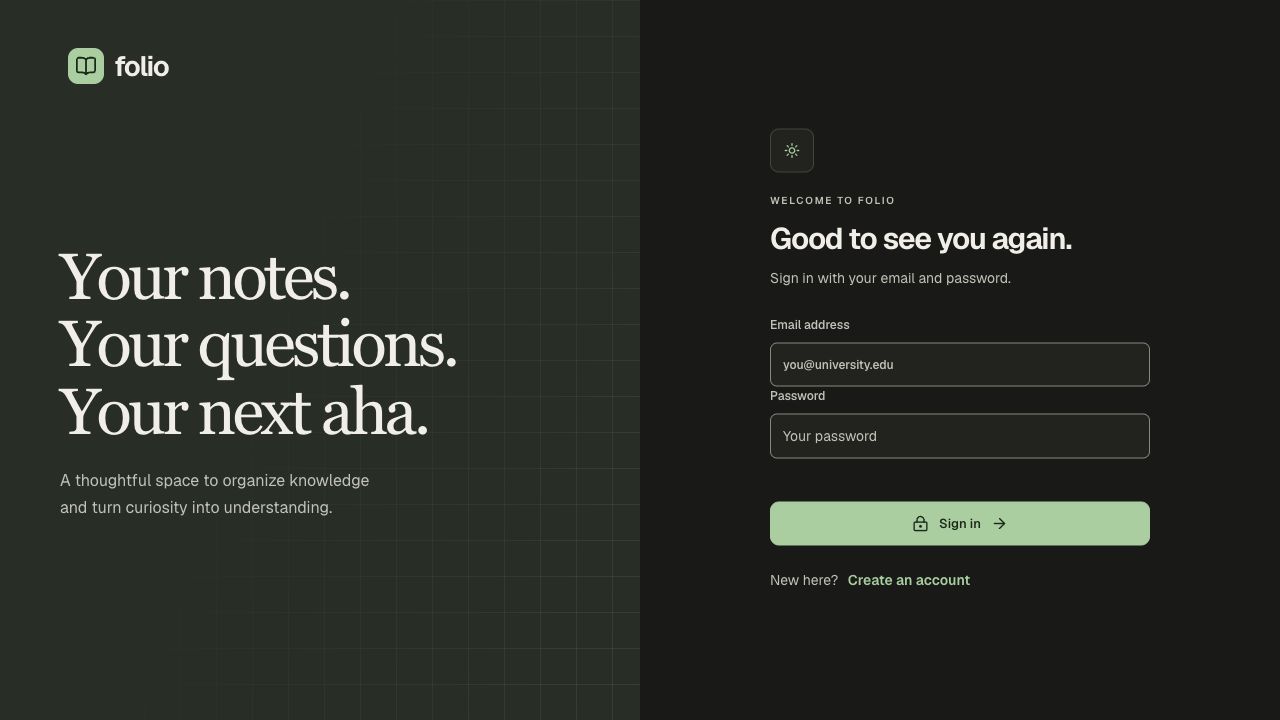 folio
Your notes.
Your questions.
Your next aha.
A thoughtful space to organize knowledge
and turn curiosity into understanding.
WELCOME TO FOLIO
Good to see you again.
Sign in with your email and password.
Email address
you@university.edu
Password
Your password
Sign in
New here? Create an account